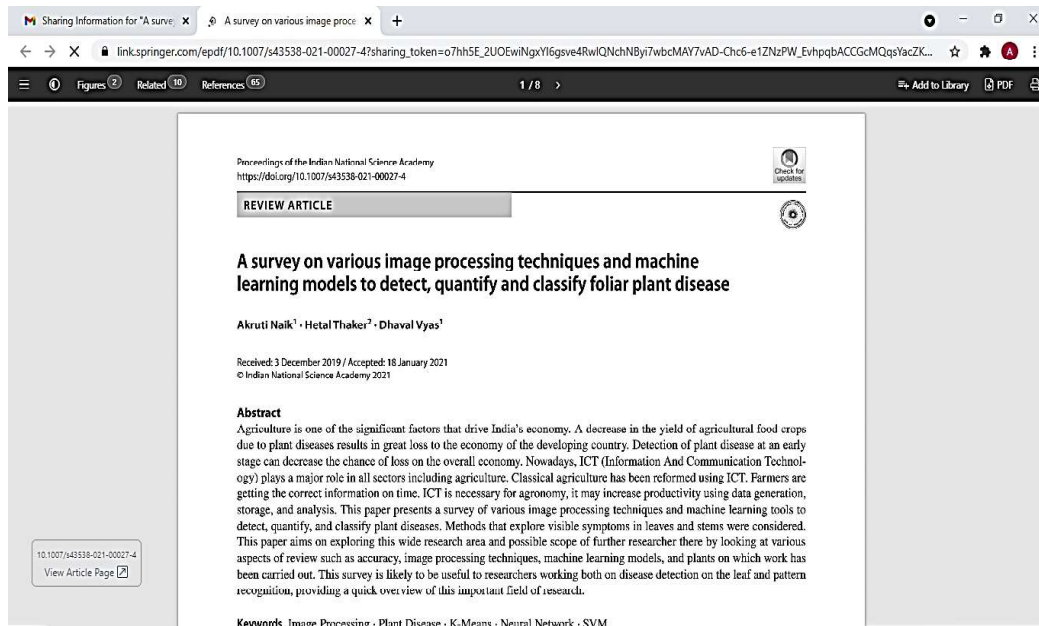 Sharing Information for "A surve
A survey on various image proce
link.springer.com/epdf/10.1007/s43538-021-00027-4?sharing_token=o7hh5E_2UOEwiNgxYl6gsve4RwlQNchNByi7wbcMAY7vAD-Chc6-e1ZNzPW_EvhpqbACCGcMQqsYacZK...
A
Figures 2 Related 10 References 65
1 / 8
Add to Library PDF
Proceedings of the Indian National Science Academy
https://doi.org/10.1007/s43538-021-00027-4
Check for
updates
REVIEW ARTICLE
A survey on various image processing techniques and machine
learning models to detect, quantify and classify foliar plant disease
Akruti Naik1 · Hetal Thaker2 · Dhaval Vyas1
Received: 3 December 2019 / Accepted: 18 January 2021
© Indian National Science Academy 2021
Abstract
Agriculture is one of the significant factors that drive India's economy. A decrease in the yield of agricultural food crops
due to plant diseases results in great loss to the economy of the developing country. Detection of plant disease at an early
stage can decrease the chance of loss on the overall economy. Nowadays, ICT (Information And Communication Technol-
ogy) plays a major role in all sectors including agriculture. Classical agriculture has been reformed using ICT. Farmers are
getting the correct information on time. ICT is necessary for agronomy, it may increase productivity using data generation,
storage, and analysis. This paper presents a survey of various image processing techniques and machine learning tools to
detect, quantify, and classify plant diseases. Methods that explore visible symptoms in leaves and stems were considered.
This paper aims on exploring this wide research area and possible scope of further researcher there by looking at various
aspects of review such as accuracy, image processing techniques, machine learning models, and plants on which work has
been carried out. This survey is likely to be useful to researchers working both on disease detection on the leaf and pattern
recognition, providing a quick overview of this important field of research.
Keywords Image Processing · Plant Disease · K-Means · Neural Network · SVM
10.1007/s43538-021-00027-4
View Article Page